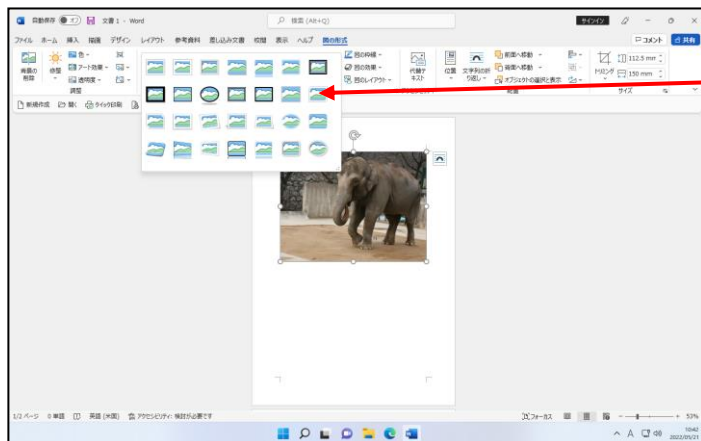 自動保存 オフ 文書 1 - Word 検索 (Alt+Q) サインイン
ファイル ホーム 挿入 描画 デザイン レイアウト 参考資料 差し込み文書 校閲 表示 ヘルプ 図の形式 コメント 共有
背景の削除 修整 色 アート効果 透明度 図の枠線 図の効果 図のレイアウト 代替テキスト 位置 文字列の折り返し 前面へ移動 背面へ移動 オブジェクトの選択と表示 トリミング 112.5 mm 150 mm
調整 サイズ
新規作成 開く クイック印刷
1/2 ページ 0 単語 英語 (米国) アクセシビリティ: 検討が必要です フォーカス 53%
A 10:42
2022/05/21